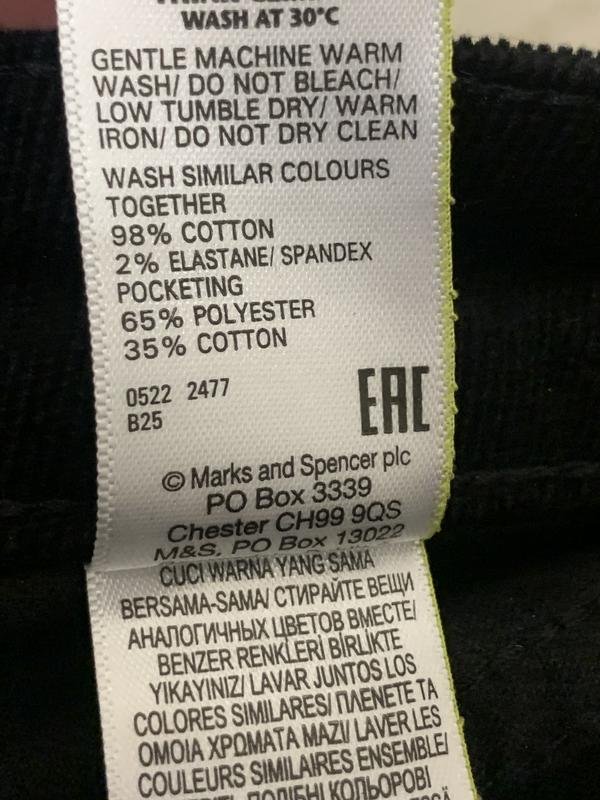 WASH AT 30°C
GENTLE MACHINE WARM
WASH/ DO NOT BLEACH/
LOW TUMBLE DRY/ WARM
IRON/ DO NOT DRY CLEAN
WASH SIMILAR COLOURS
TOGETHER
98% COTTON
2% ELASTANE/ SPANDEX
POCKETING
65% POLYESTER
35% COTTON
0522 2477
B25
EAC
© Marks and Spencer plc
PO Box 3339
Chester CH99 9QS
M&S, PO Box 13022
CUCI WARNA YANG SAMA
BERSAMA-SAMA/ СТИРАЙТЕ ВЕЩИ
АНАЛОГИЧНЫХ ЦВЕТОВ ВМЕСТЕ/
BENZER RENKLERİ BİRLİKTE
YIKAYINIZ/ LAVAR JUNTOS LOS
COLORES SIMILARES/ ΠΛΕΝΕΤΕ ΤΑ
ΟΜΟΙΑ ΧΡΩΜΑΤΑ ΜΑΖΙ/ LAVER LES
COULEURS SIMILAIRES ENSEMBLE/
ПОДІБНІ КОЛЬОРОВІ